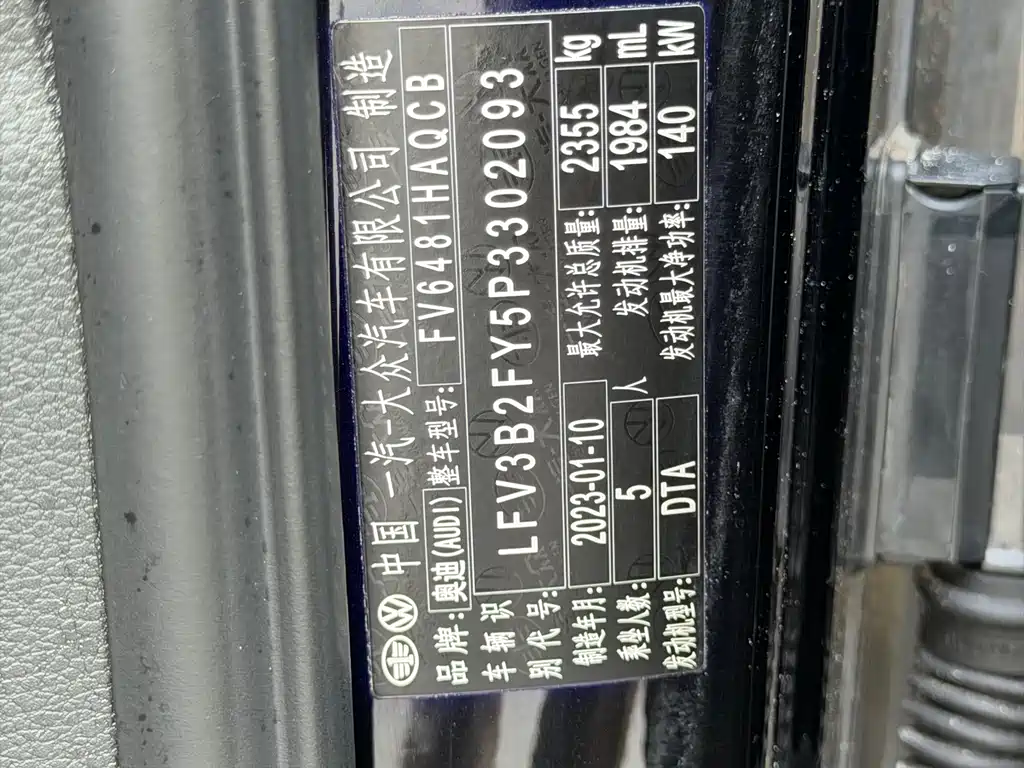 中国一汽一大众汽车有限公司 制造
品牌: 奥迪(AUDI) 整车型号: FV6481HAQCB
车辆识别代号: LFV3B2FY5P3302093
制造年月: 2023-01-10 最大允许总质量: 2355 kg
乘坐人数: 5 人 发动机排量: 1984 mL
发动机型号: DTA 发动机最大净功率: 140 kW